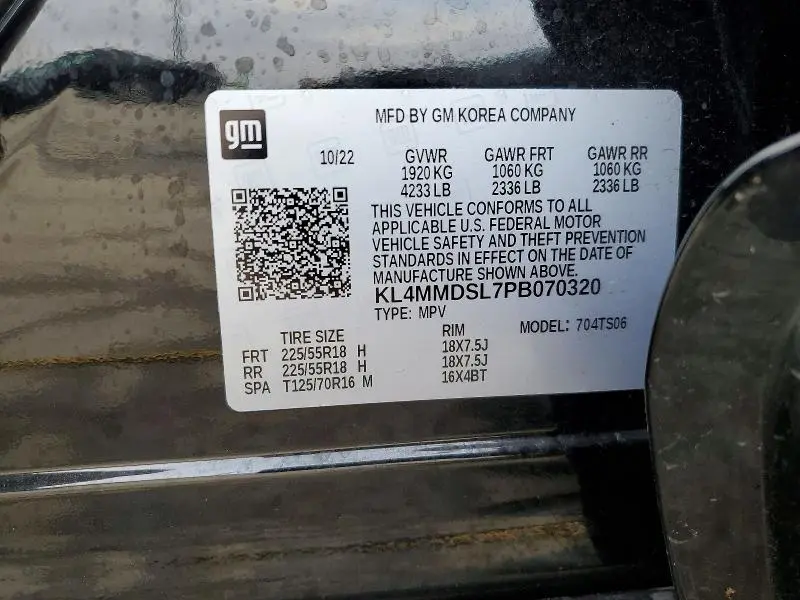 gm
MFD BY GM KOREA COMPANY
10/22 GVWR GAWR FRT GAWR RR
1920 KG 1060 KG 1060 KG
4233 LB 2336 LB 2336 LB
THIS VEHICLE CONFORMS TO ALL
APPLICABLE U.S. FEDERAL MOTOR
VEHICLE SAFETY AND THEFT PREVENTION
STANDARDS IN EFFECT ON THE DATE OF
MANUFACTURE SHOWN ABOVE.
KL4MMDSL7PB070320
TYPE: MPV MODEL: 704TS06
TIRE SIZE RIM
FRT 225/55R18 H 18X7.5J
RR 225/55R18 H 18X7.5J
SPA T125/70R16 M 16X4BT